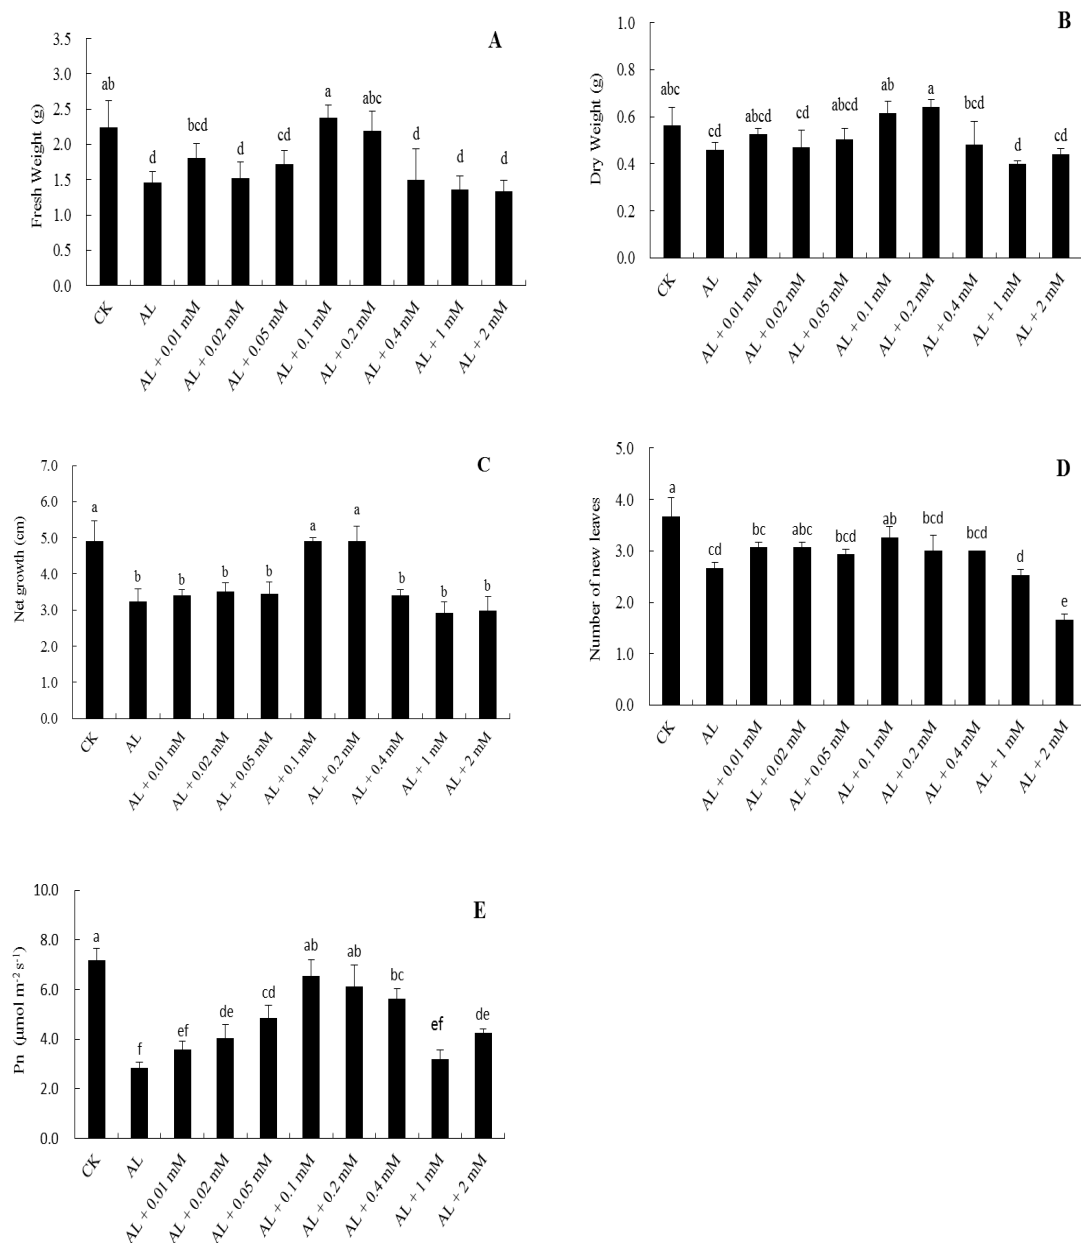 A
Fresh Weight (g)
3.5
3.0
2.5
2.0
1.5
1.0
0.5
0.0
ab
d
bcd
d
cd
a
abc
d
d
d
CK
AL
AL + 0.01 mM
AL + 0.02 mM
AL + 0.05 mM
AL + 0.1 mM
AL + 0.2 mM
AL + 0.4 mM
AL + 1 mM
AL + 2 mM
B
Dry Weight (g)
1.0
0.8
0.6
0.4
0.2
0.0
abc
cd
abcd
cd
abcd
ab
a
bcd
d
cd
CK
AL
AL + 0.01 mM
AL + 0.02 mM
AL + 0.05 mM
AL + 0.1 mM
AL + 0.2 mM
AL + 0.4 mM
AL + 1 mM
AL + 2 mM
C
Net growth (cm)
7.0
6.0
5.0
4.0
3.0
2.0
1.0
0.0
a
b
b
b
b
a
a
b
b
b
CK
AL
AL + 0.01 mM
AL + 0.02 mM
AL + 0.05 mM
AL + 0.1 mM
AL + 0.2 mM
AL + 0.4 mM
AL + 1 mM
AL + 2 mM
D
Number of new leaves
5.0
4.0
3.0
2.0
1.0
0.0
a
cd
bc
abc
bcd
ab
bcd
bcd
d
e
CK
AL
AL + 0.01 mM
AL + 0.02 mM
AL + 0.05 mM
AL + 0.1 mM
AL + 0.2 mM
AL + 0.4 mM
AL + 1 mM
AL + 2 mM
E
Pn (μmol m⁻² s⁻¹)
10.0
8.0
6.0
4.0
2.0
0.0
a
f
ef
de
cd
ab
ab
bc
ef
de
CK
AL
AL + 0.01 mM
AL + 0.02 mM
AL + 0.05 mM
AL + 0.1 mM
AL + 0.2 mM
AL + 0.4 mM
AL + 1 mM
AL + 2 mM